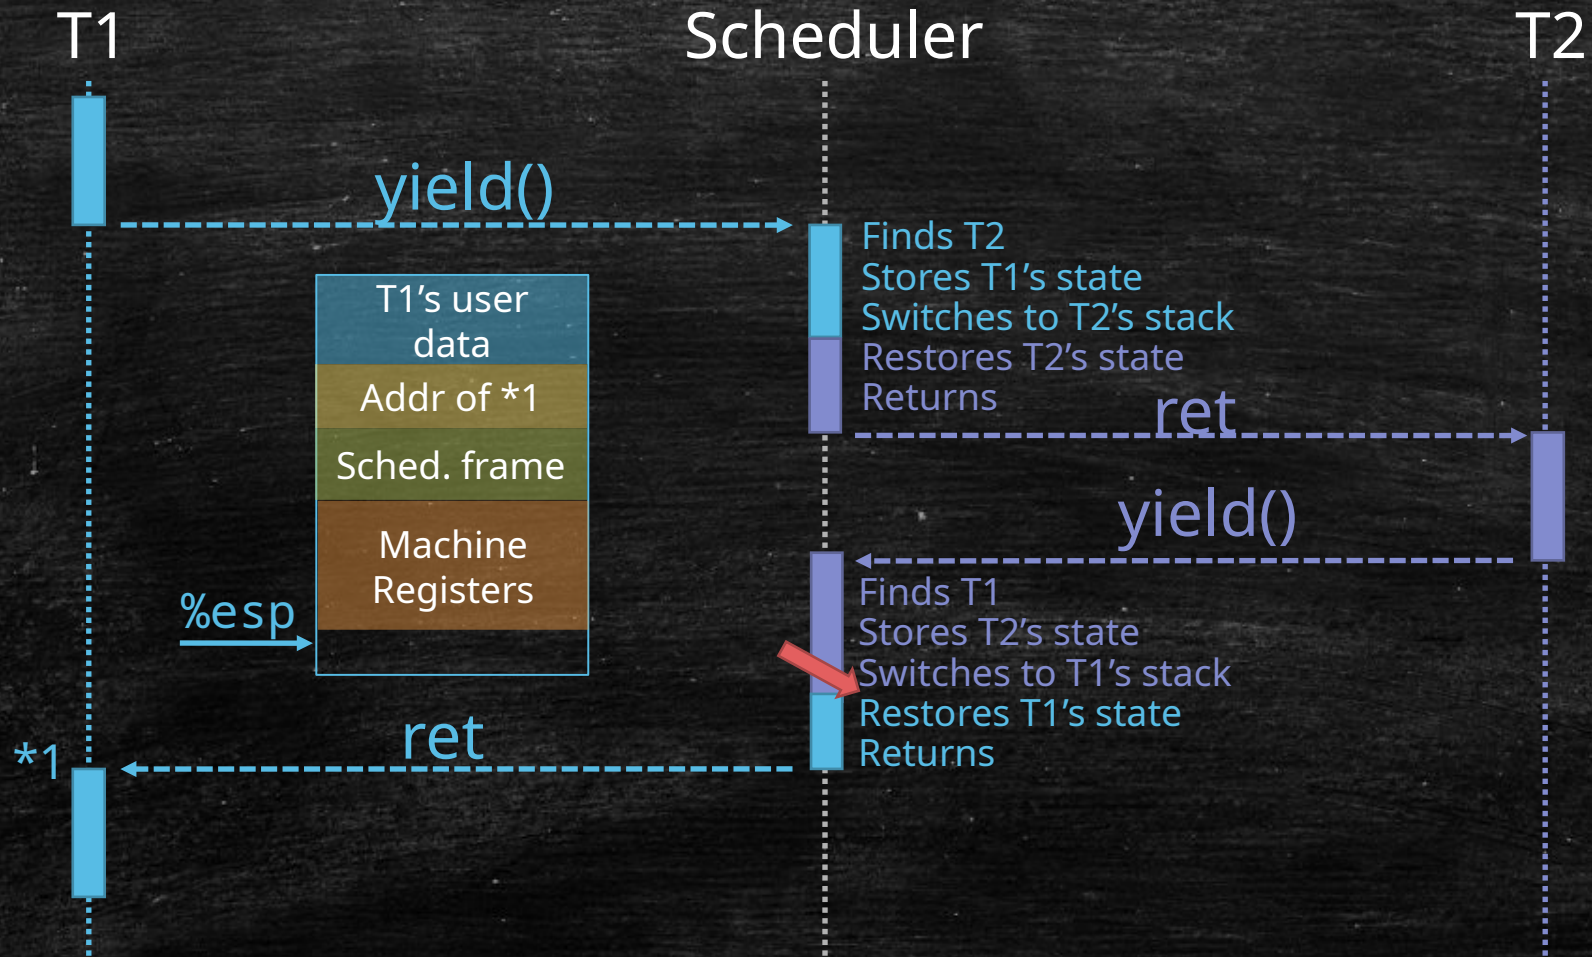 T1
Scheduler
T2
yield()
Finds T2
Stores T1's state
Switches to T2's stack
Restores T2's state
Returns
ret
T1's user
data
Addr of *1
Sched. frame
Machine
Registers
%esp
yield()
Finds T1
Stores T2's state
Switches to T1's stack
Restores T1's state
Returns
ret
*1